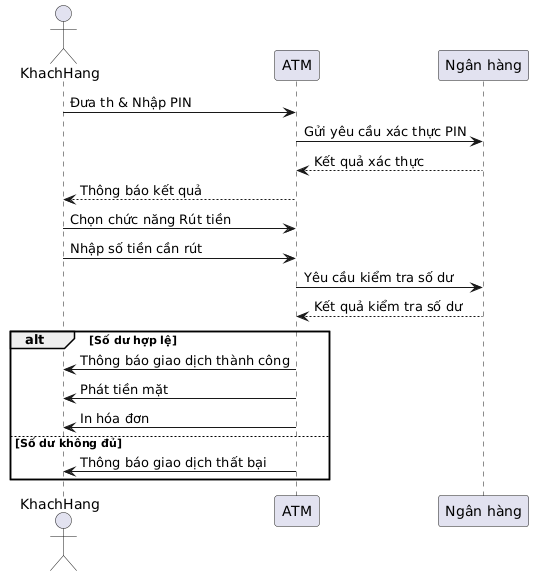 KhachHang
ATM
Ngân hàng
Đưa th & Nhập PIN
Gửi yêu cầu xác thực PIN
Kết quả xác thực
Thông báo kết quả
Chọn chức năng Rút tiền
Nhập số tiền cần rút
Yêu cầu kiểm tra số dư
Kết quả kiểm tra số dư
alt [Số dư hợp lệ]
Thông báo giao dịch thành công
Phát tiền mặt
In hóa đơn
[Số dư không đủ]
Thông báo giao dịch thất bại
KhachHang
ATM
Ngân hàng